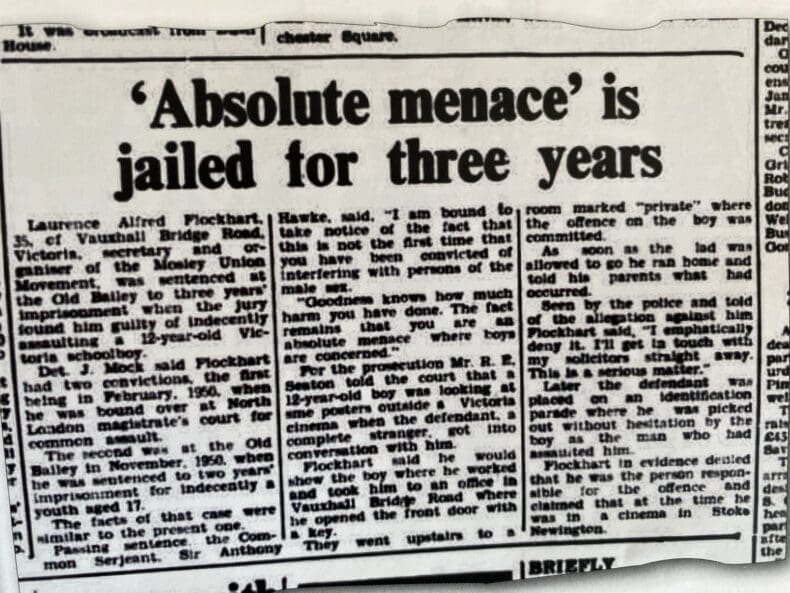 It was broadcast from
House.
chester Square.
'Absolute menace' is
jailed for three years
Laurence Alfred Flockhart,
35, of Vauxhall Bridge Road,
Victoria, secretary and or-
ganiser of the Mosley Union
Movement, was sentenced at
the Old Bailey to three years'
imprisonment when the jury
found him guilty of indecently
assaulting a 12-year-old Vic-
toria schoolboy.
Det. J. Mock said Flockhart
had two convictions, the first
being in February, 1950, when
he was bound over at North
London magistrate's court for
common assault.
The second was at the Old
Bailey in November, 1950, when
he was sentenced to two years'
imprisonment for indecently a
youth aged 17.
The facts of that case were
similar to the present one.
Passing sentence, the Com-
mon Serjeant, Sir Anthony
Hawke, said, "I am bound to
take notice of the fact that
this is not the first time that
you have been convicted of
interfering with persons of the
male sex.
"Goodness knows how much
harm you have done. The fact
remains that you are an
absolute menace where boys
are concerned."
For the prosecution Mr. R. E.
Seaton told the court that a
12-year-old boy was looking at
sme posters outside a Victoria
cinema when the defendant, a
complete stranger, got into
conversation with him.
Flockhart said he would
show the boy where he worked
and took him to an office in
Vauxhall Bridge Road where
he opened the front door with
a key.
They went upstairs to a
room marked "private" where
the offence on the boy was
committed.
As soon as the lad was
allowed to go he ran home and
told his parents what had
occurred.
Seen by the police and told
of the allegation against him
Flockhart said, "I emphatically
deny it. I'll get in touch with
my solicitors straight away.
This is a serious matter."
Later the defendant was
placed on an identification
parade where he was picked
out without hesitation by the
boy as the man who had
assaulted him.
Flockhart in evidence denied
that he was the person respon-
sible for the offence and
claimed that at the time he
was in a cinema in Stoke
Newington.
BRIEFLY